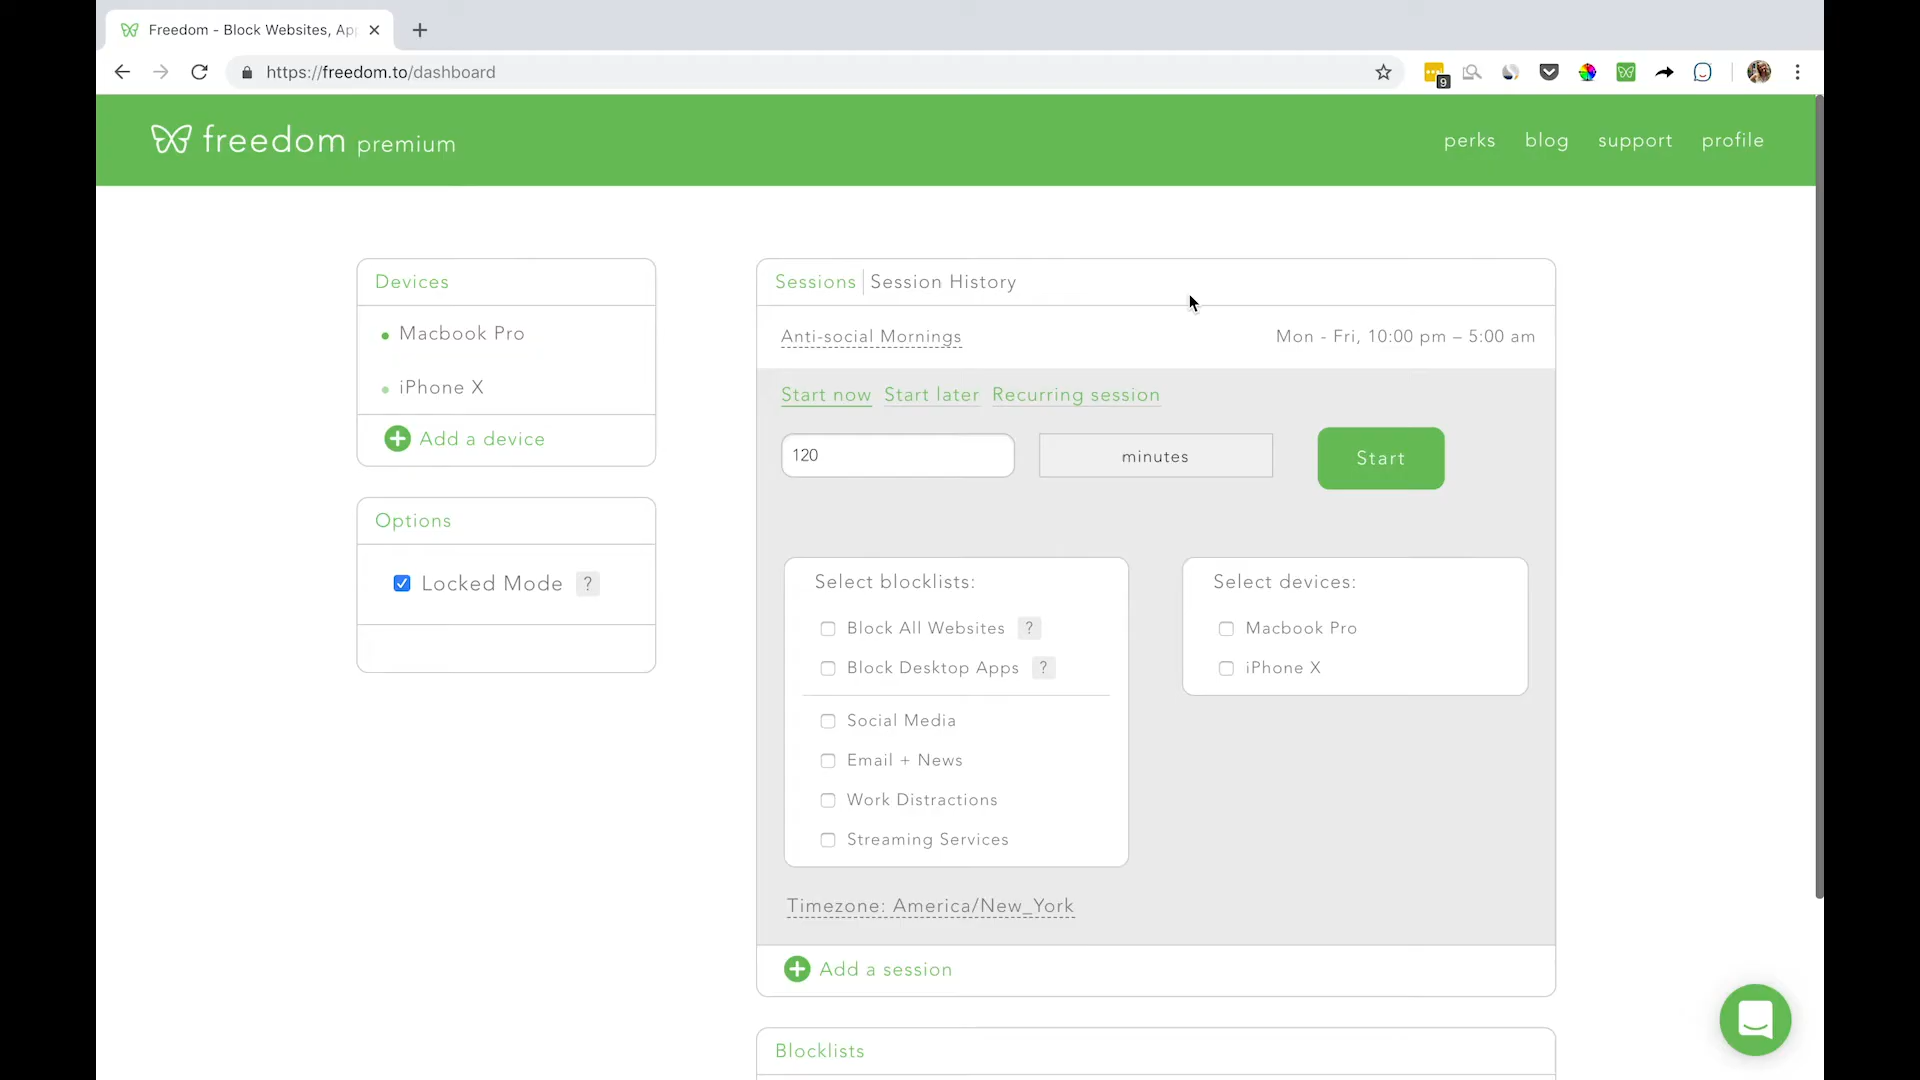 Freedom - Block Websites, Ap
https://freedom.to/dashboard
9
freedom premium
perks blog support profile
Devices
Macbook Pro
iPhone X
Add a device
Options
Locked Mode ?
Sessions Session History
Anti-social Mornings Mon - Fri, 10:00 pm – 5:00 am
Start now Start later Recurring session
120 minutes Start
Select blocklists:
Block All Websites ?
Block Desktop Apps ?
Social Media
Email + News
Work Distractions
Streaming Services
Select devices:
Macbook Pro
iPhone X
Timezone: America/New_York
Add a session
Blocklists